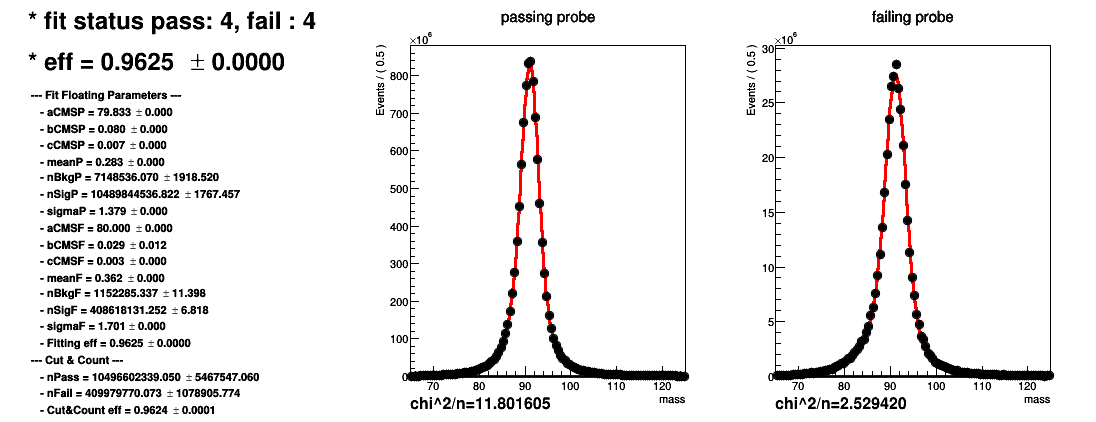 * fit status pass: 4, fail : 4
* eff = 0.9625 ± 0.0000
--- Fit Floating Parameters ---
- aCMSP = 79.833 ± 0.000
- bCMSP = 0.080 ± 0.000
- cCMSP = 0.007 ± 0.000
- meanP = 0.283 ± 0.000
- nBkgP = 7148536.070 ± 1918.520
- nSigP = 10489844536.822 ± 1767.457
- sigmaP = 1.379 ± 0.000
- aCMSF = 80.000 ± 0.000
- bCMSF = 0.029 ± 0.012
- cCMSF = 0.003 ± 0.000
- meanF = 0.362 ± 0.000
- nBkgF = 1152285.337 ± 11.398
- nSigF = 408618131.252 ± 6.818
- sigmaF = 1.701 ± 0.000
- Fitting eff = 0.9625 ± 0.0000
--- Cut & Count ---
- nPass = 10496602339.050 ± 5467547.060
- nFail = 409979770.073 ± 1078905.774
- Cut&Count eff = 0.9624 ± 0.0001
passing probe
×10^6
Events / ( 0.5 )
800
700
600
500
400
300
200
100
0
70 80 90 100 110 120
mass
chi^2/n=11.801605
failing probe
×10^6
Events / ( 0.5 )
30
25
20
15
10
5
0
70 80 90 100 110 120
mass
chi^2/n=2.529420